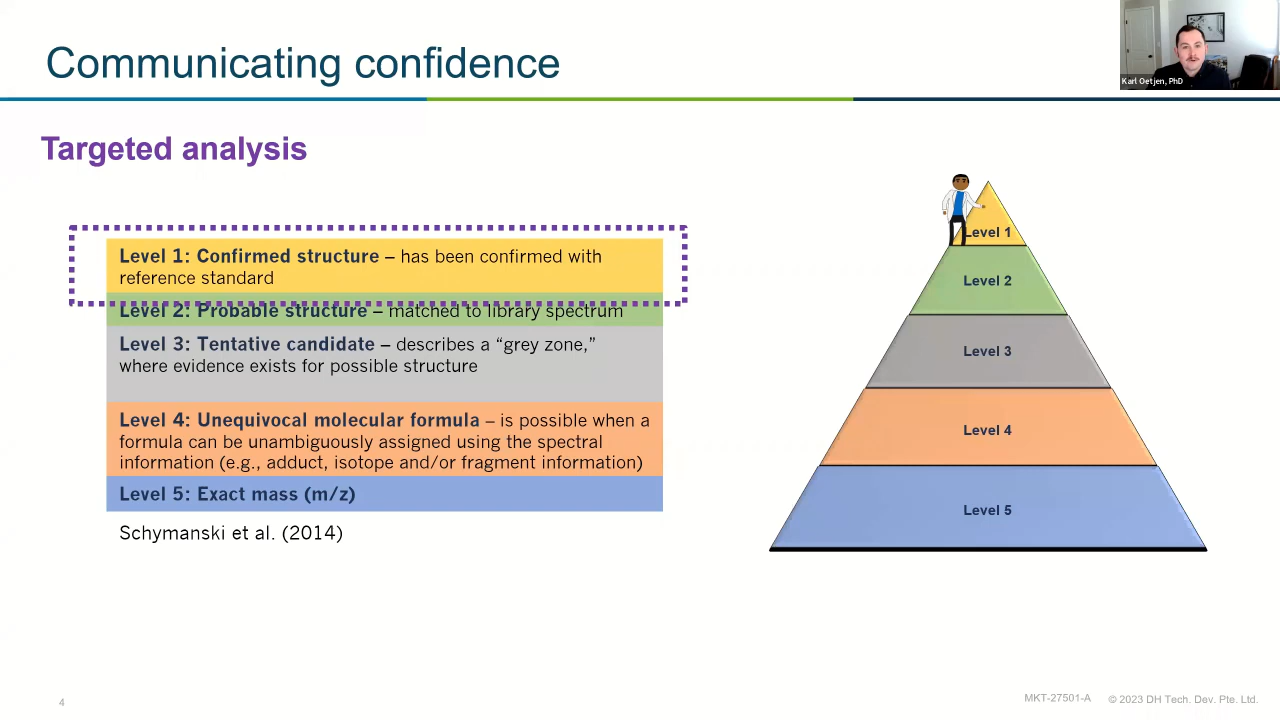 Communicating confidence
Karl Oetjen, PhD
Targeted analysis
Level 1: Confirmed structure – has been confirmed with
reference standard
Level 2: Probable structure – matched to library spectrum
Level 3: Tentative candidate – describes a “grey zone,”
where evidence exists for possible structure
Level 4: Unequivocal molecular formula – is possible when a
formula can be unambiguously assigned using the spectral
information (e.g., adduct, isotope and/or fragment information)
Level 5: Exact mass (m/z)
Schymanski et al. (2014)
Level 1
Level 2
Level 3
Level 4
Level 5
4
MKT-27501-A
© 2023 DH Tech. Dev. Pte. Ltd.